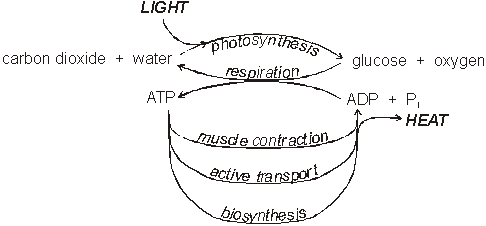 LIGHT
photosynthesis
carbon dioxide + water
glucose + oxygen
respiration
ATP
ADP + Pi
HEAT
muscle contraction
active transport
biosynthesis